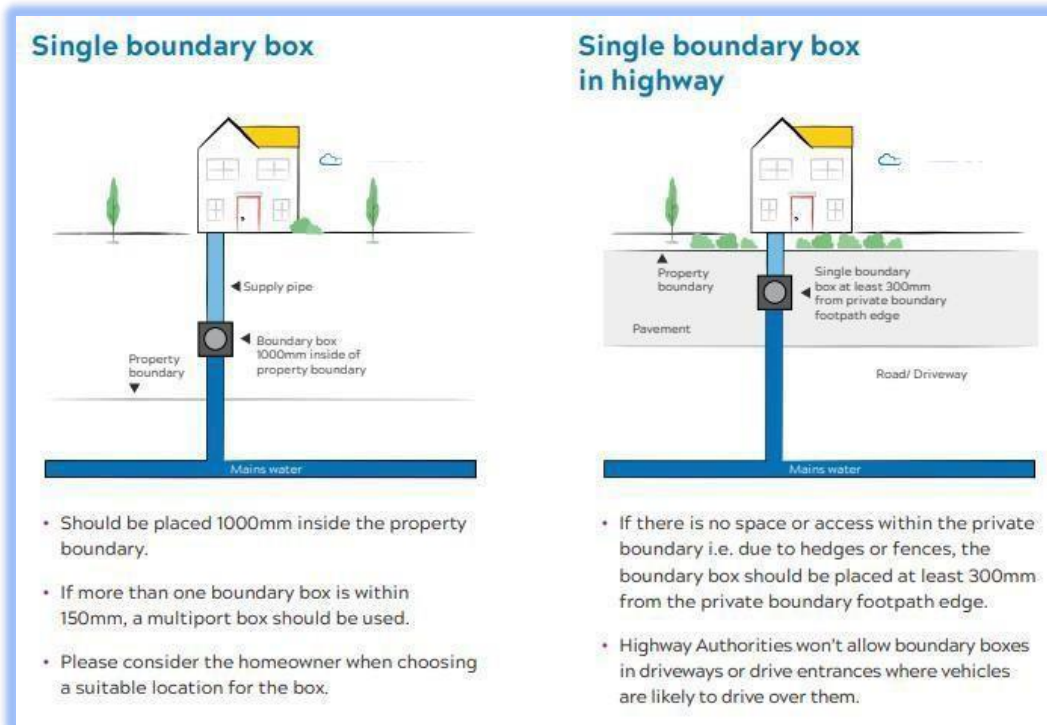 Single boundary box
Supply pipe
Boundary box
1000mm inside of
property boundary
Property
boundary
Mains water
• Should be placed 1000mm inside the property
boundary.
• If more than one boundary box is within
150mm, a multiport box should be used.
• Please consider the homeowner when choosing
a suitable location for the box.
Single boundary box
in highway
Property
boundary
Single boundary
box at least 300mm
from private boundary
footpath edge
Pavement
Road/ Driveway
Mains water
• If there is no space or access within the private
boundary i.e. due to hedges or fences, the
boundary box should be placed at least 300mm
from the private boundary footpath edge.
• Highway Authorities won't allow boundary boxes
in driveways or drive entrances where vehicles
are likely to drive over them.